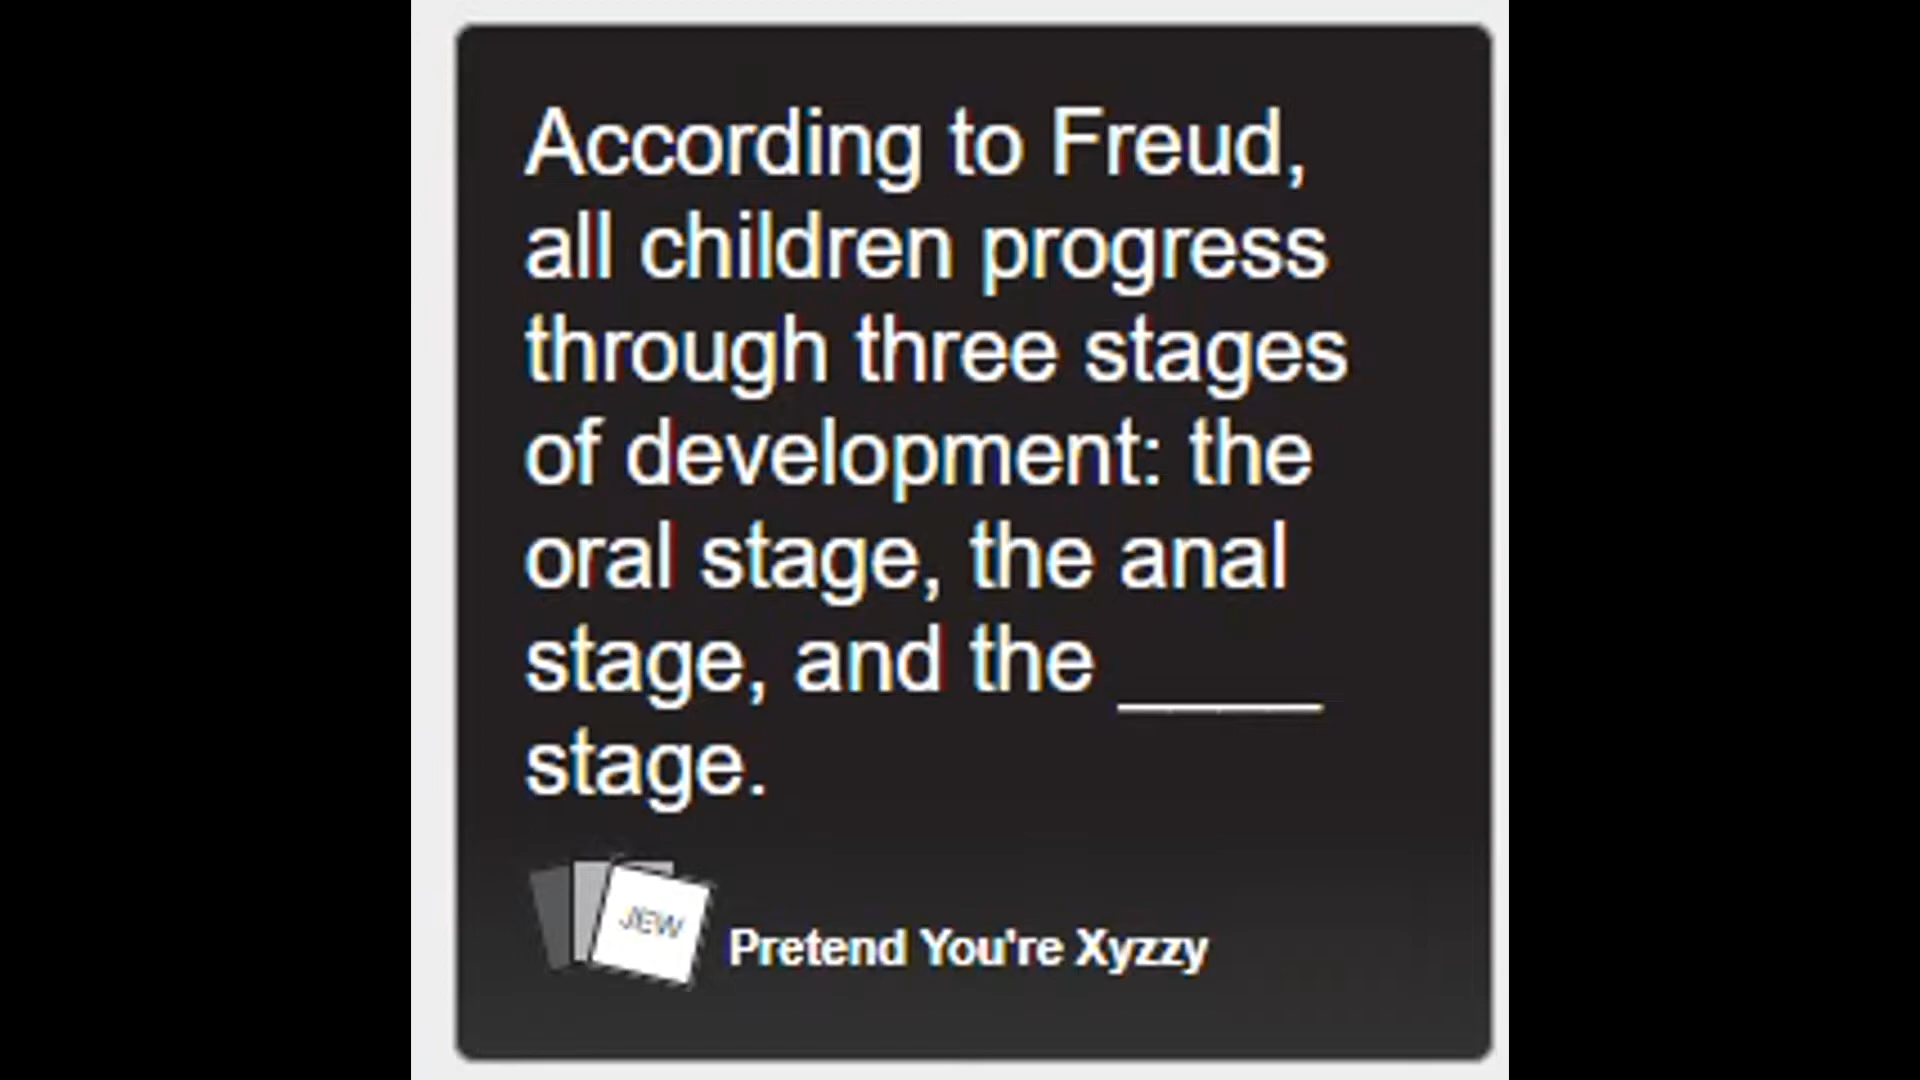 According to Freud,
all children progress
through three stages
of development: the
oral stage, the anal
stage, and the _____
stage.
JEW
Pretend You're Xyzzy